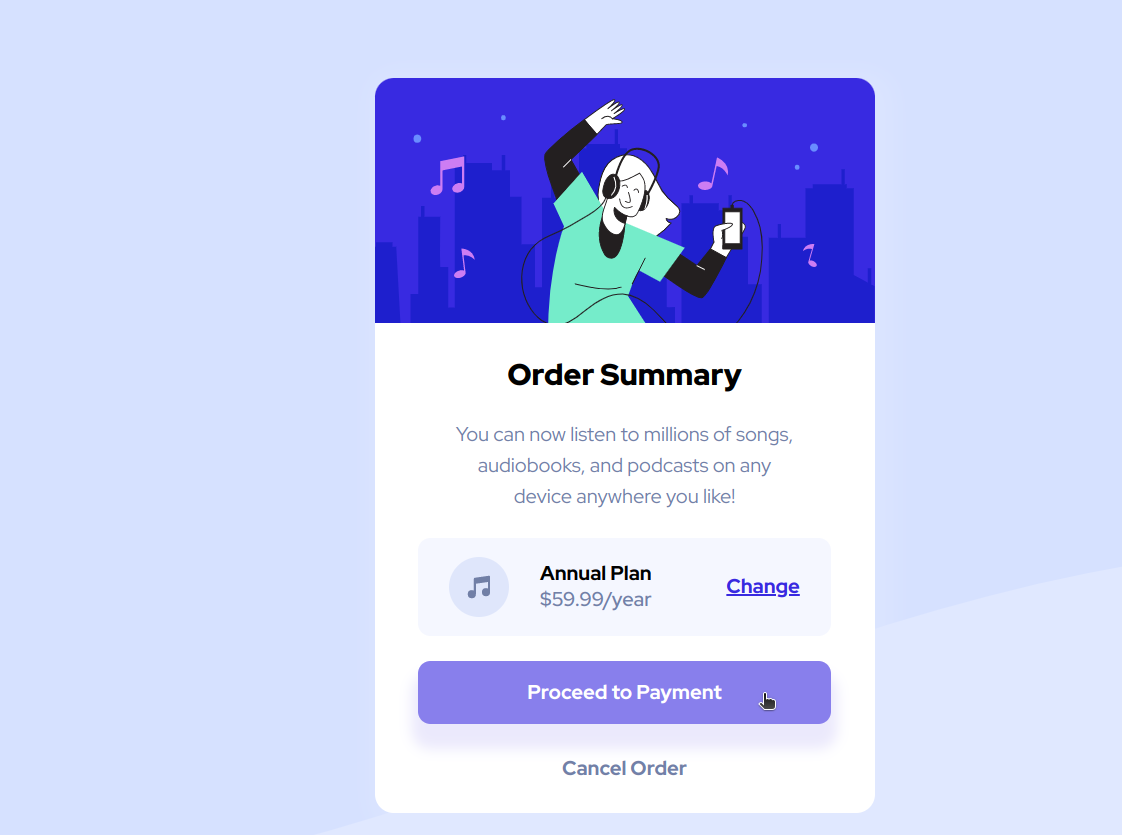 Order Summary
You can now listen to millions of songs,
audiobooks, and podcasts on any
device anywhere you like!
Annual Plan
$59.99/year
Change
Proceed to Payment
Cancel Order